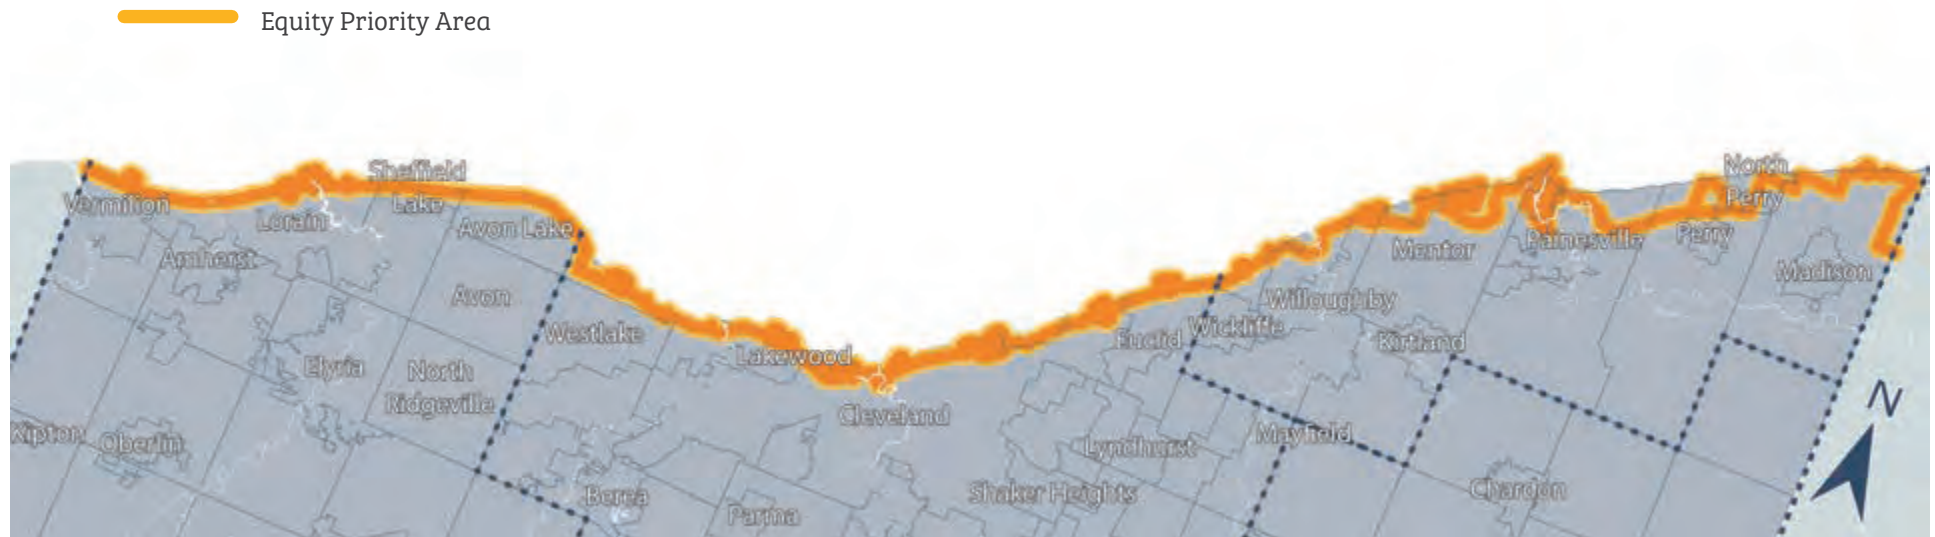 Equity Priority Area
Sheffield
Lake
North
Perry
Vermilion
Lorain
Avon Lake
Amherst
Avon
Mentor
Painesville
Perry
Madison
Westlake
Lakewood
Euclid
Wickliffe
Willoughby
Kirtland
Elyria
North
Ridgeville
Cleveland
Kipton
Oberlin
Lyndhurst
Mayfield
N
Berea
Parma
Shaker Heights
Chardon